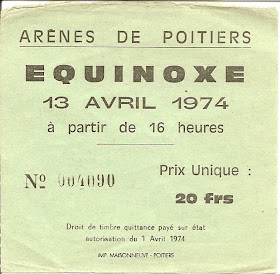 ARÈNES DE POITIERS
EQUINOXE
13 AVRIL 1974
à partir de 16 heures
Nº 004090
Prix Unique :
20 frs
Droit de timbre quittance payé sur état
autorisation du 1 Avril 1974
IMP. MAISONNEUVE - POITIERS